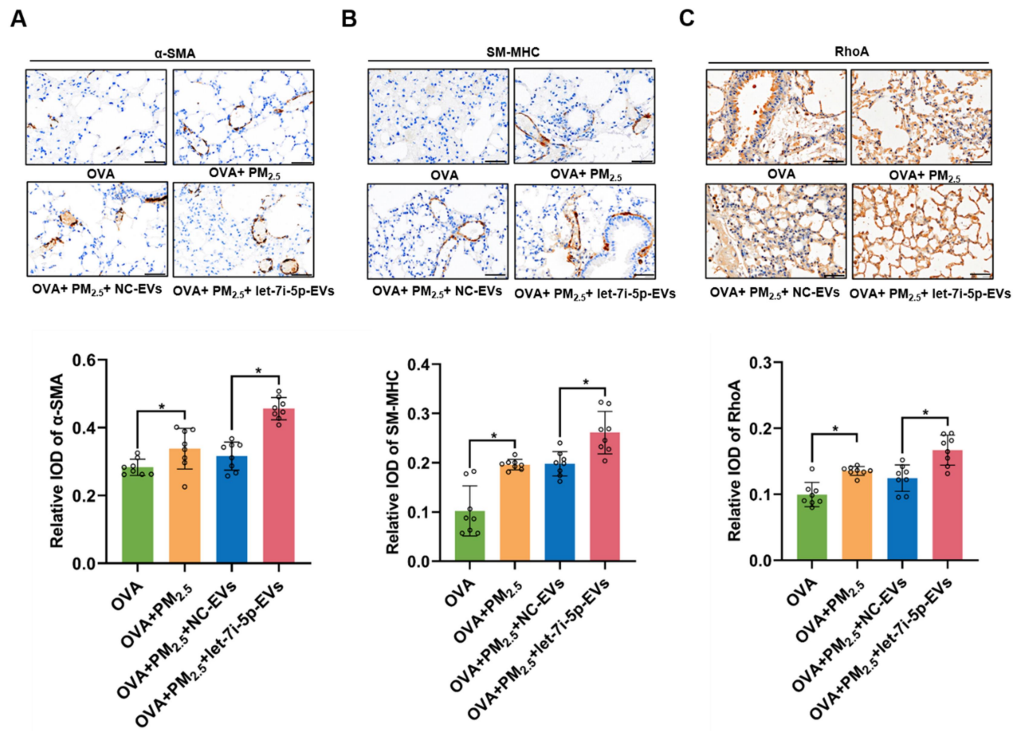 A
B
C
α-SMA
SM-MHC
RhoA
OVA
OVA+ PM2.5
OVA
OVA+ PM2.5
OVA
OVA+ PM2.5
OVA+ PM2.5+ NC-EVs
OVA+ PM2.5+ let-7i-5p-EVs
OVA+ PM2.5+ NC-EVs
OVA+ PM2.5+ let-7i-5p-EVs
OVA+ PM2.5+ NC-EVs
OVA+ PM2.5+ let-7i-5p-EVs
Relative IOD of α-SMA
0.6
0.4
0.2
0.0
*
*
OVA
OVA+PM2.5
OVA+PM2.5+NC-EVs
OVA+PM2.5+let-7i-5p-EVs
Relative IOD of SM-MHC
0.4
0.3
0.2
0.1
0.0
*
*
OVA
OVA+PM2.5
OVA+PM2.5+NC-EVs
OVA+PM2.5+let-7i-5p-EVs
Relative IOD of RhoA
0.3
0.2
0.1
0.0
*
*
OVA
OVA+PM2.5
OVA+PM2.5+NC-EVs
OVA+PM2.5+let-7i-5p-EVs